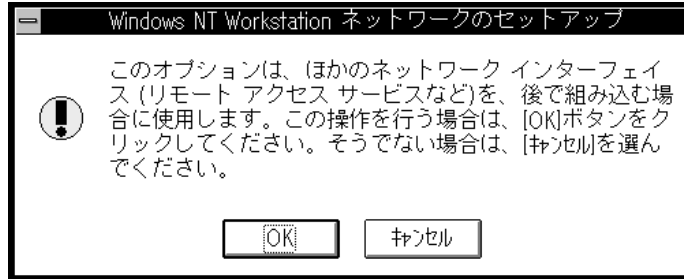 Windows NT Workstation ネットワークのセットアップ
このオプションは、ほかのネットワーク インターフェイ
ス (リモート アクセス サービスなど)を、後で組み込む場
合に使用します。この操作を行う場合は、[OK]ボタンをク
リックしてください。そうでない場合は、[ｷｬﾝｾﾙ]を選ん
でください。
OK
ｷｬﾝｾﾙ